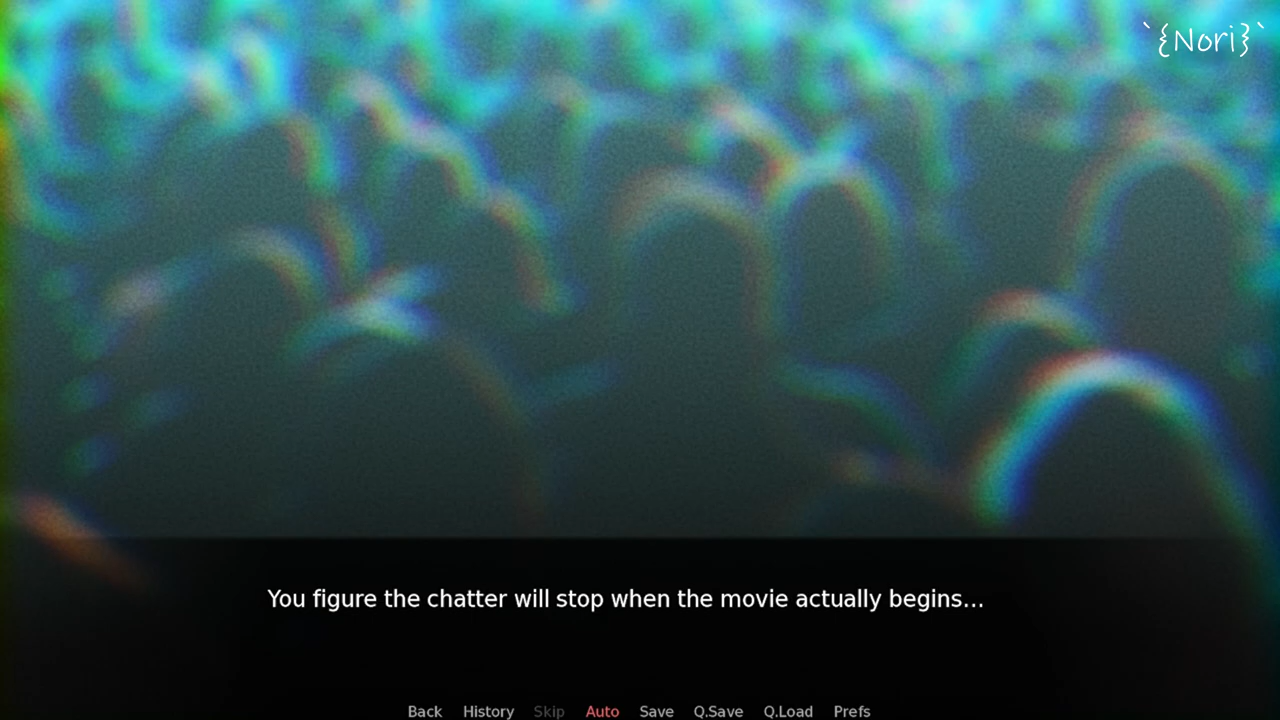 `{Nori}`
You figure the chatter will stop when the movie actually begins...
Back History Skip Auto Save Q.Save Q.Load Prefs